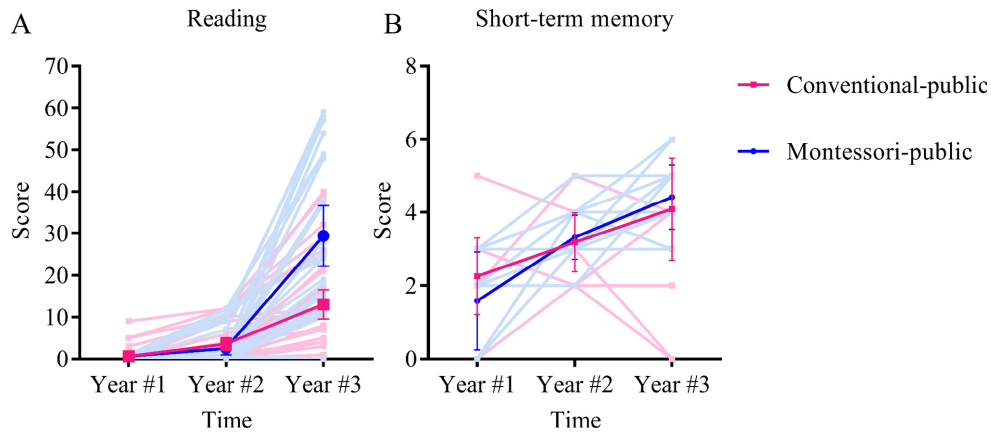 A
Reading
Score
70
60
50
40
30
20
10
0
Year #1 Year #2 Year #3
Time
B
Short-term memory
Score
8
6
4
2
0
Year #1 Year #2 Year #3
Time
Conventional-public
Montessori-public